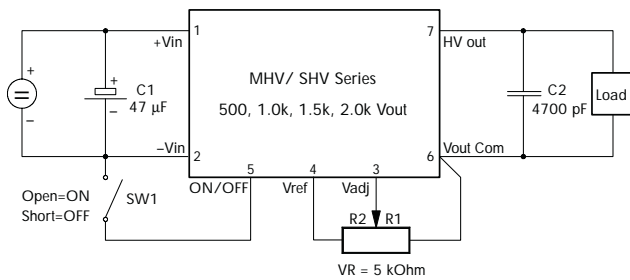 1
7
+Vin
HV out
+
+
C1
47 µF
MHV/ SHV Series
500, 1.0k, 1.5k, 2.0k Vout
C2
4700 pF
Load
–
–
–Vin
Vout Com
2
5
4
3
6
ON/OFF
Vref
Vadj
Open=ON
Short=OFF
SW1
R2
R1
VR = 5 kOhm